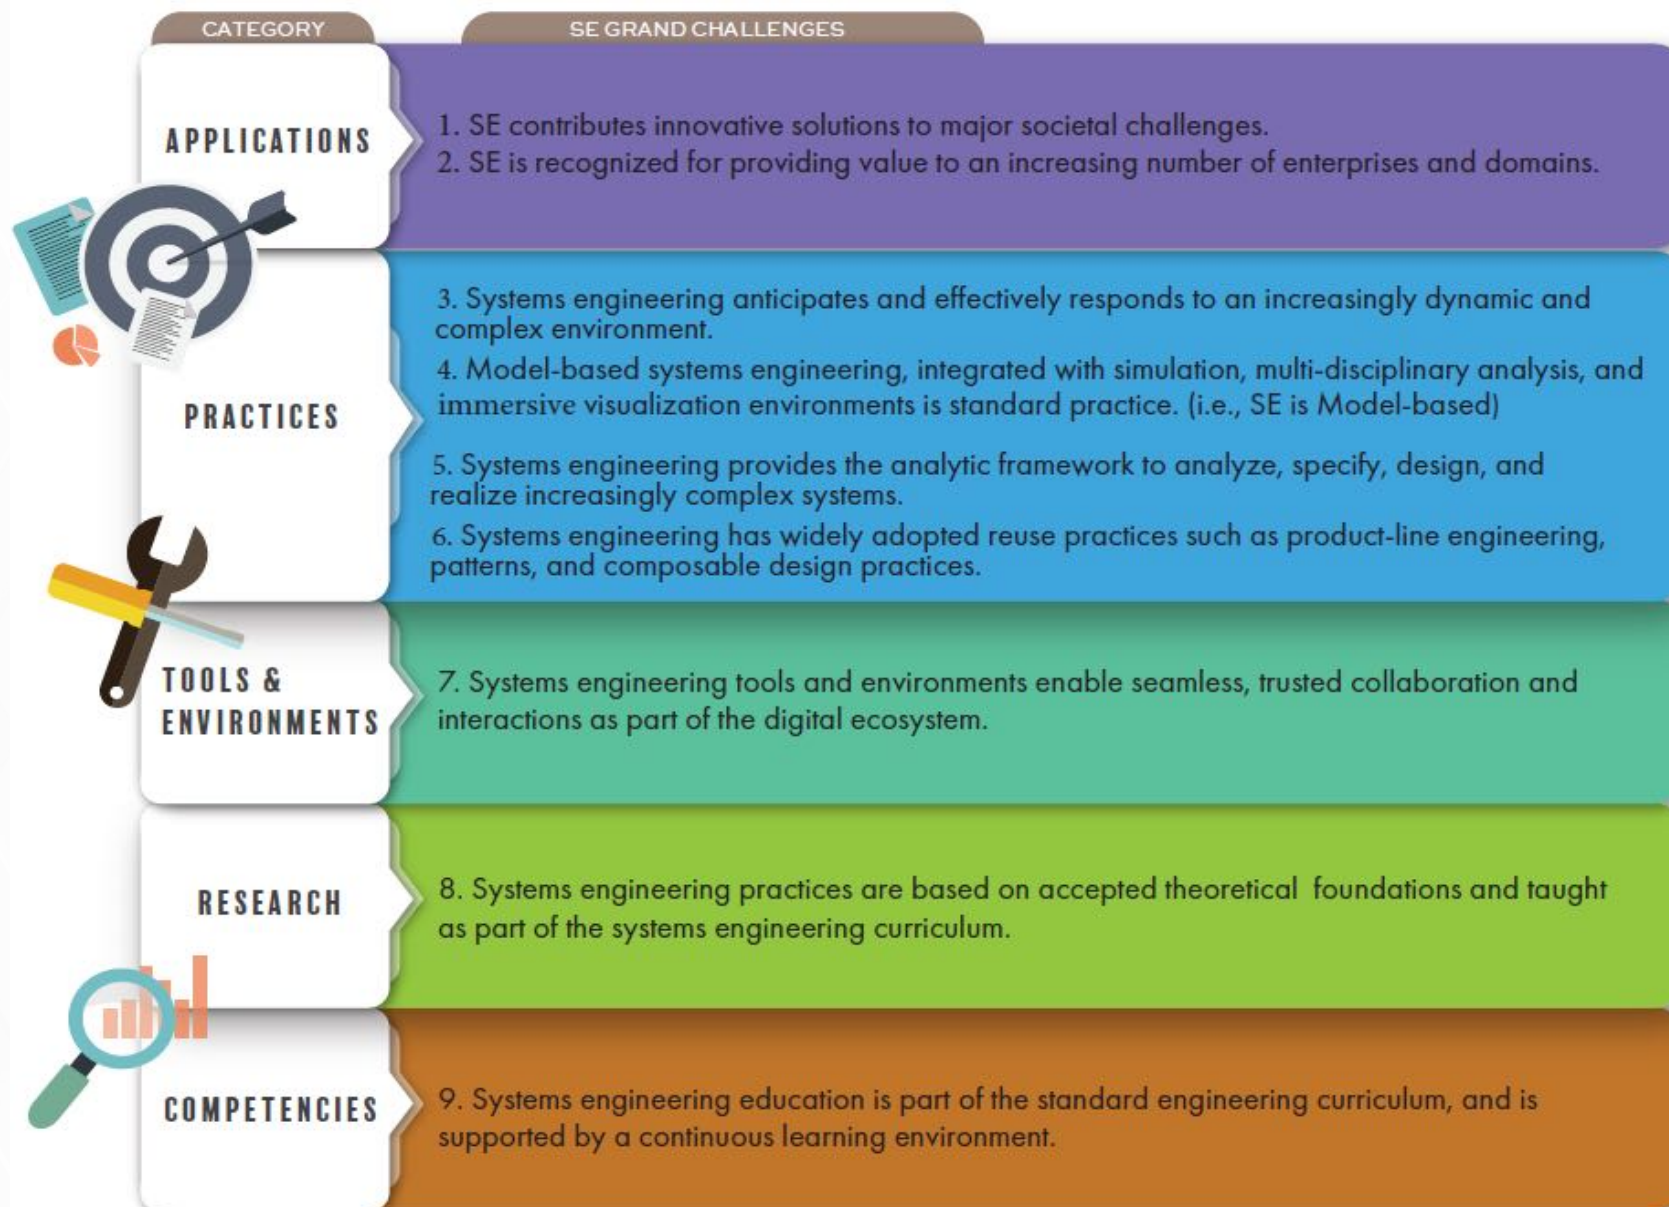 CATEGORY
SE GRAND CHALLENGES
APPLICATIONS
1. SE contributes innovative solutions to major societal challenges.
2. SE is recognized for providing value to an increasing number of enterprises and domains.
PRACTICES
3. Systems engineering anticipates and effectively responds to an increasingly dynamic and
complex environment.
4. Model-based systems engineering, integrated with simulation, multi-disciplinary analysis, and
immersive visualization environments is standard practice. (i.e., SE is Model-based)
5. Systems engineering provides the analytic framework to analyze, specify, design, and
realize increasingly complex systems.
6. Systems engineering has widely adopted reuse practices such as product-line engineering,
patterns, and composable design practices.
TOOLS &
ENVIRONMENTS
7. Systems engineering tools and environments enable seamless, trusted collaboration and
interactions as part of the digital ecosystem.
RESEARCH
8. Systems engineering practices are based on accepted theoretical foundations and taught
as part of the systems engineering curriculum.
COMPETENCIES
9. Systems engineering education is part of the standard engineering curriculum, and is
supported by a continuous learning environment.